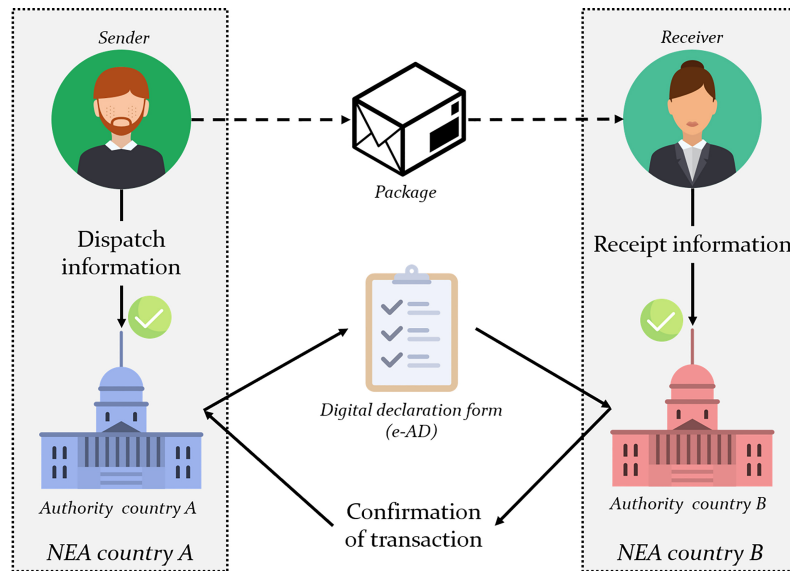 Sender
Receiver
Package
Dispatch
information
Receipt information
Digital declaration form
(e-AD)
Authority country A
Authority country B
Confirmation
of transaction
NEA country A
NEA country B